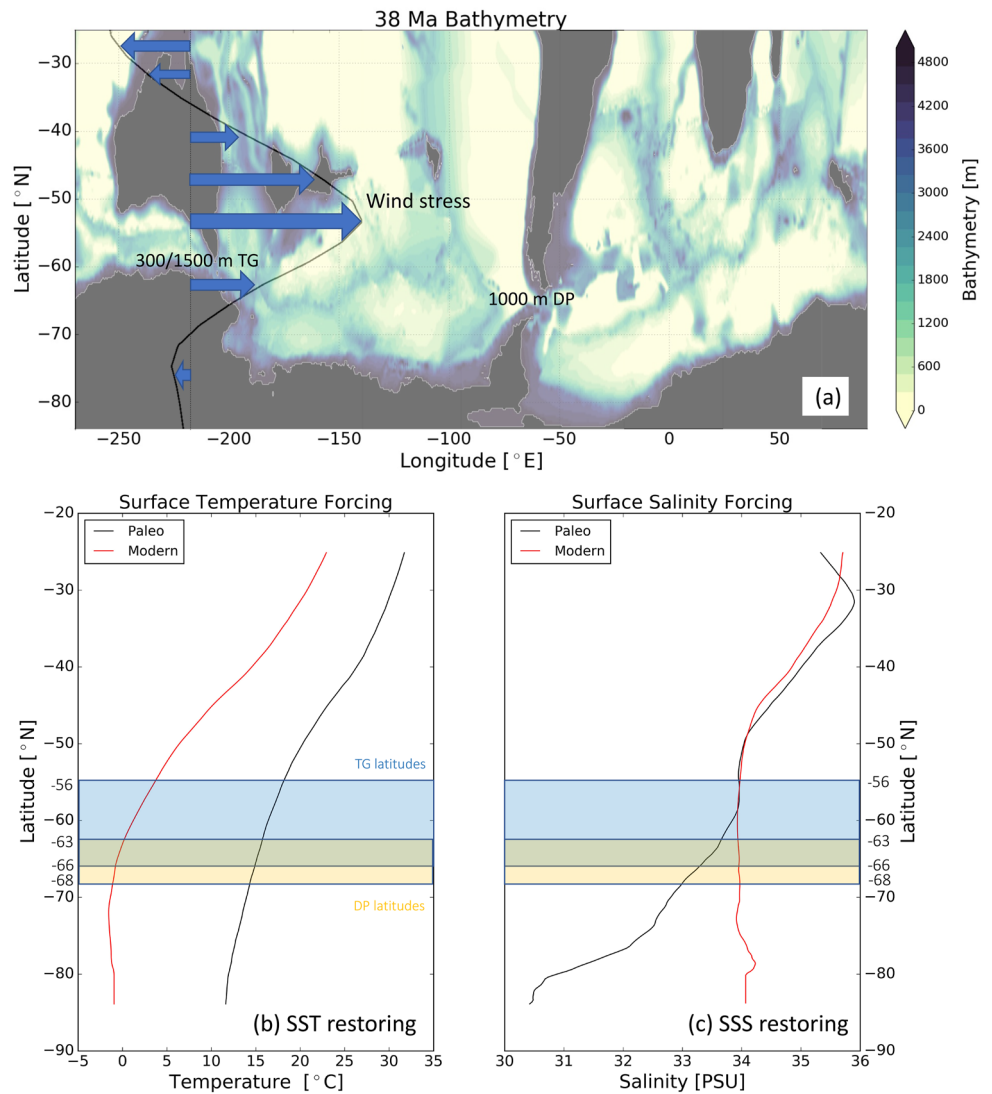 38 Ma Bathymetry
−30
−40
−50
−60
−70
−80
Latitude [°N]
Wind stress
300/1500 m TG
1000 m DP
(a)
−250
−200
−150
−100
−50
0
50
Longitude [°E]
4800
4200
3600
3000
2400
1800
1200
600
0
Bathymetry [m]
Surface Temperature Forcing
Paleo
Modern
−20
−30
−40
−50
-56
−60
-63
-66
-68
−70
−80
−90
Latitude [°N]
TG latitudes
DP latitudes
(b) SST restoring
−5
0
5
10
15
20
25
30
35
Temperature [°C]
Surface Salinity Forcing
Paleo
Modern
−20
−30
−40
−50
-56
−60
-63
-66
-68
−70
−80
−90
Latitude [°N]
(c) SSS restoring
30
31
32
33
34
35
36
Salinity [PSU]